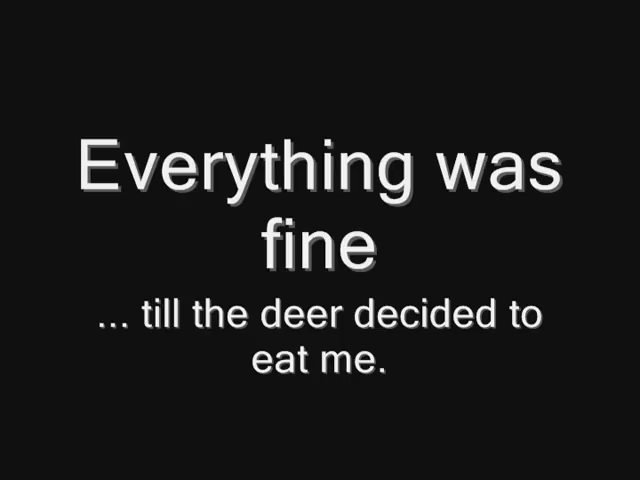 Everything was
fine
... till the deer decided to
eat me.